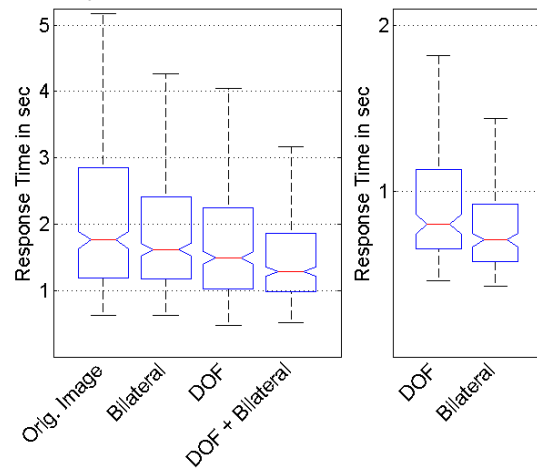 Response Time in sec
5
4
3
2
1
Orig. Image
Bilateral
DOF
DOF + Bilateral
Response Time in sec
2
1
DOF
Bilateral